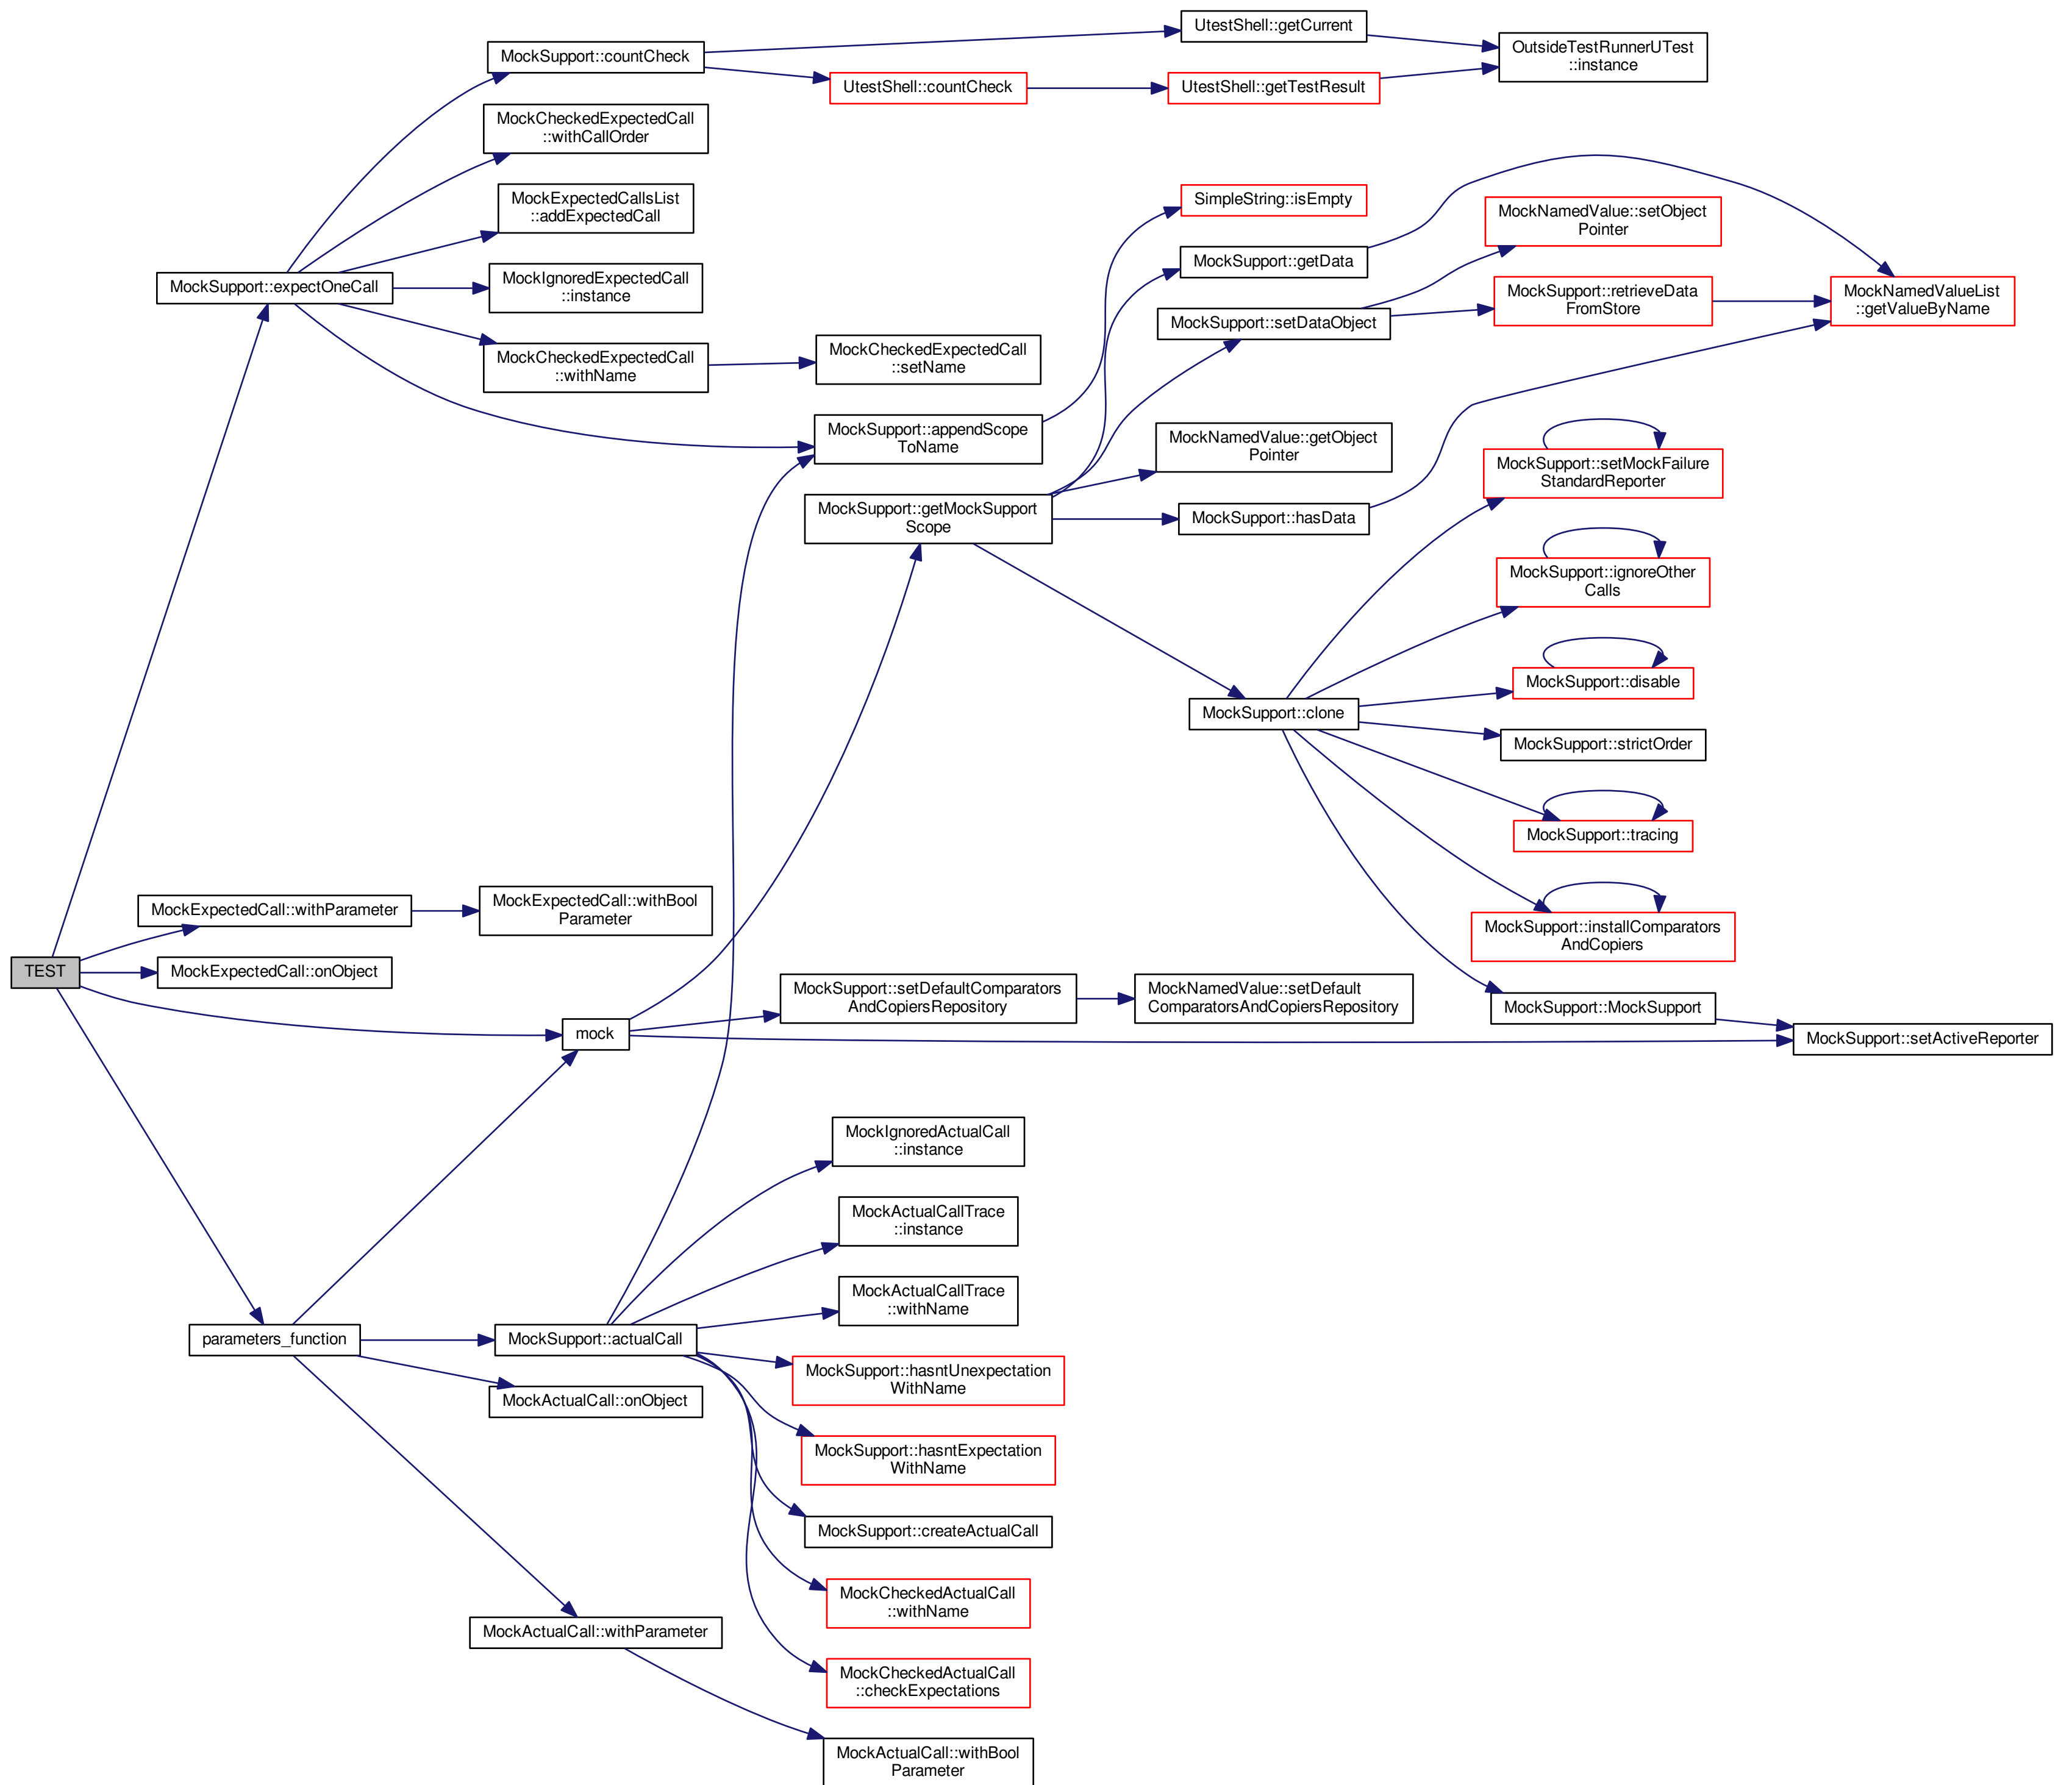 UtestShell::getCurrent
OutsideTestRunnerUTest
::instance
MockSupport::countCheck
UtestShell::countCheck
UtestShell::getTestResult
MockCheckedExpectedCall
::withCallOrder
MockExpectedCallsList
::addExpectedCall
SimpleString::isEmpty
MockNamedValue::setObject
Pointer
MockSupport::getData
MockSupport::expectOneCall
MockIgnoredExpectedCall
::instance
MockSupport::retrieveData
FromStore
MockNamedValueList
::getValueByName
MockSupport::setDataObject
MockCheckedExpectedCall
::withName
MockCheckedExpectedCall
::setName
MockSupport::appendScope
ToName
MockNamedValue::getObject
Pointer
MockSupport::setMockFailure
StandardReporter
MockSupport::getMockSupport
Scope
MockSupport::hasData
MockSupport::ignoreOther
Calls
MockSupport::disable
MockSupport::clone
MockSupport::strictOrder
MockSupport::tracing
MockExpectedCall::withParameter
MockExpectedCall::withBool
Parameter
MockSupport::installComparators
AndCopiers
TEST
MockExpectedCall::onObject
MockSupport::setDefaultComparators
AndCopiersRepository
MockNamedValue::setDefault
ComparatorsAndCopiersRepository
MockSupport::MockSupport
mock
MockSupport::setActiveReporter
MockIgnoredActualCall
::instance
MockActualCallTrace
::instance
MockActualCallTrace
::withName
parameters_function
MockSupport::actualCall
MockSupport::hasntUnexpectation
WithName
MockActualCall::onObject
MockSupport::hasntExpectation
WithName
MockSupport::createActualCall
MockCheckedActualCall
::withName
MockActualCall::withParameter
MockCheckedActualCall
::checkExpectations
MockActualCall::withBool
Parameter